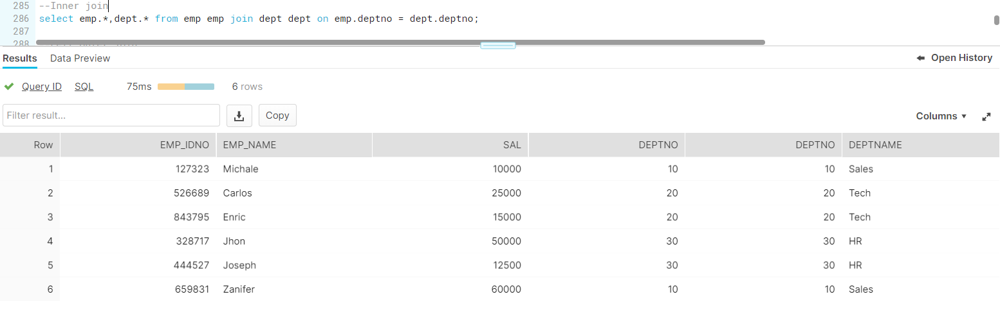 285 --Inner join
286 select emp.*,dept.* from emp emp join dept dept on emp.deptno = dept.deptno;
287
288
Results Data Preview Open History
Query ID SQL 75ms 6 rows
Filter result... Copy Columns
Row EMP_IDNO EMP_NAME SAL DEPTNO DEPTNO DEPTNAME
1 127323 Michale 10000 10 10 Sales
2 526689 Carlos 25000 20 20 Tech
3 843795 Enric 15000 20 20 Tech
4 328717 Jhon 50000 30 30 HR
5 444527 Joseph 12500 30 30 HR
6 659831 Zanifer 60000 10 10 Sales